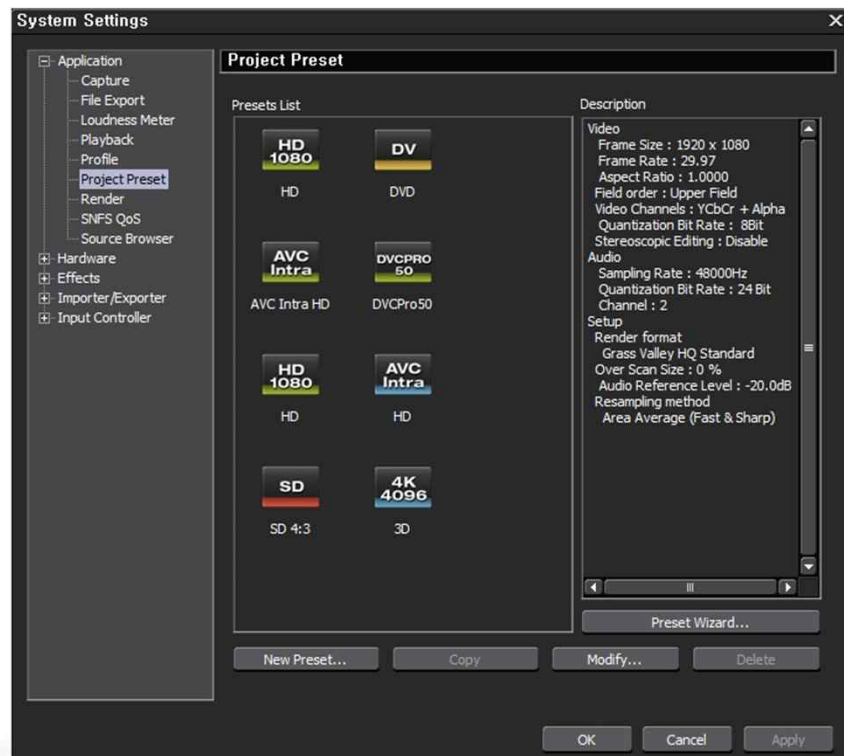 System Settings
Application
Capture
File Export
Loudness Meter
Playback
Profile
Project Preset
Render
SNFS QoS
Source Browser
Hardware
Effects
Importer/Exporter
Input Controller
Project Preset
Presets List
HD
1080
HD
DV
DVD
AVC
Intra
AVC Intra HD
DVCPRO
50
DVCPro50
HD
1080
HD
AVC
Intra
HD
SD
SD 4:3
4K
4096
3D
Description
Video
Frame Size : 1920 x 1080
Frame Rate : 29.97
Aspect Ratio : 1.0000
Field order : Upper Field
Video Channels : YCbCr + Alpha
Quantization Bit Rate : 8Bit
Stereoscopic Editing : Disable
Audio
Sampling Rate : 48000Hz
Quantization Bit Rate : 24 Bit
Channel : 2
Setup
Render format
Grass Valley HQ Standard
Over Scan Size : 0 %
Audio Reference Level : -20.0dB
Resampling method
Area Average (Fast & Sharp)
Preset Wizard...
New Preset...
Copy
Modify...
Delete
OK
Cancel
Apply